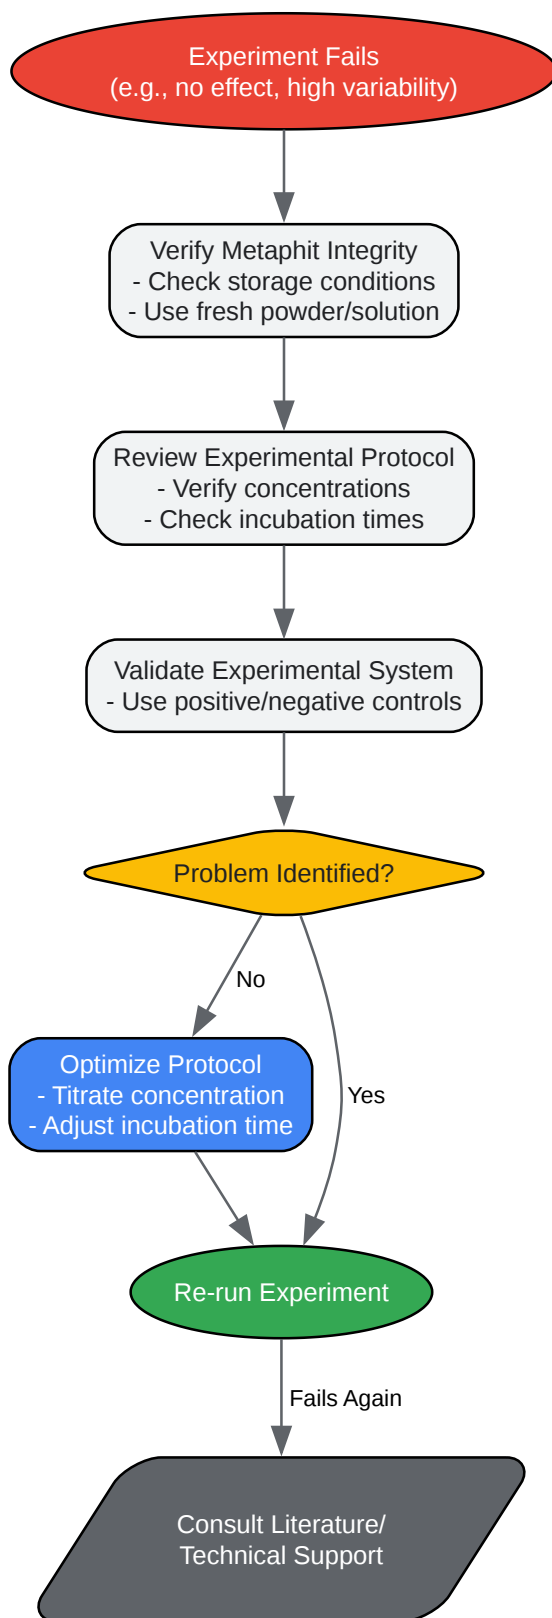 Experiment Fails
(e.g., no effect, high variability)
Verify Metaphit Integrity
- Check storage conditions
- Use fresh powder/solution
Review Experimental Protocol
- Verify concentrations
- Check incubation times
Validate Experimental System
- Use positive/negative controls
Problem Identified?
No
Optimize Protocol
- Titrate concentration
- Adjust incubation time
Yes
Re-run Experiment
Fails Again
Consult Literature/
Technical Support